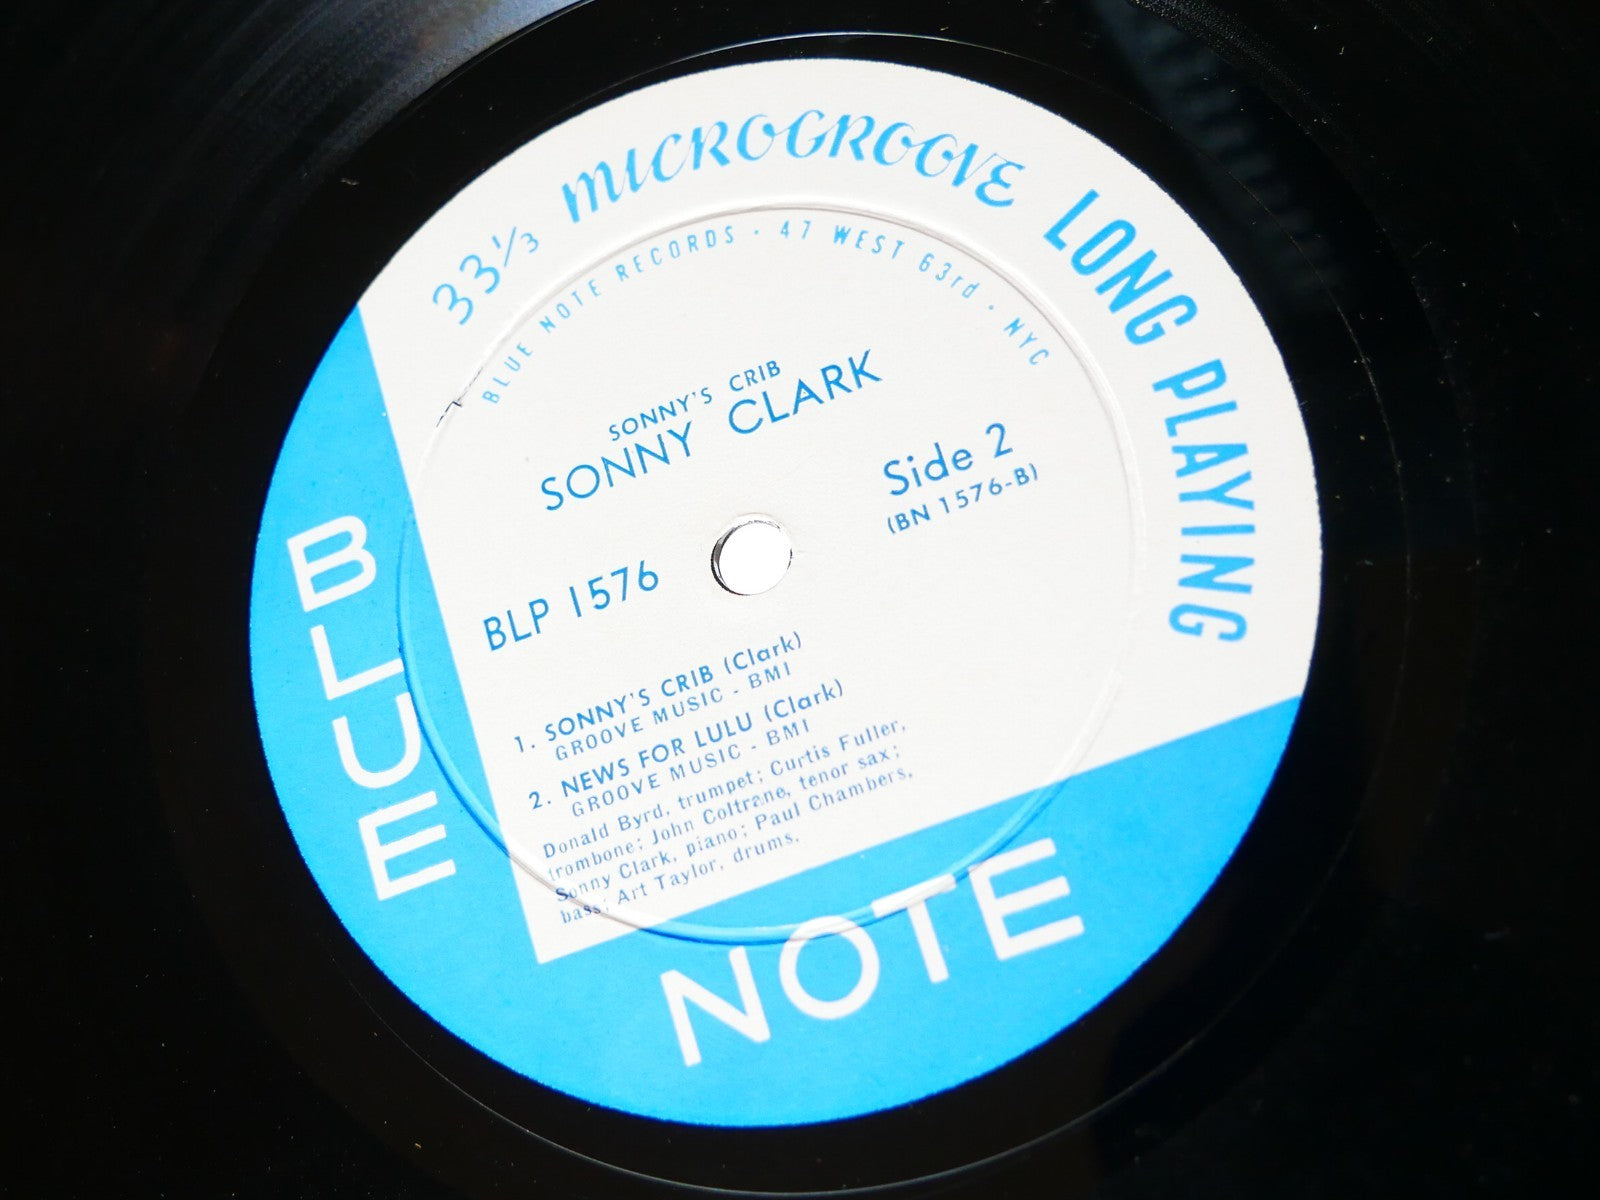 33⅓ MICROGROOVE LONG PLAYING
BLUE NOTE RECORDS · 47 WEST 63rd · NYC
SONNY'S CRIB
SONNY CLARK
Side 2
(BN 1576-B)
BLP 1576
1. SONNY'S CRIB (Clark)
GROOVE MUSIC - BMI
2. NEWS FOR LULU (Clark)
GROOVE MUSIC - BMI
Donald Byrd, trumpet; Curtis Fuller,
trombone; John Coltrane, tenor sax;
Sonny Clark, piano; Paul Chambers,
bass; Art Taylor, drums.
BLUE
NOTE